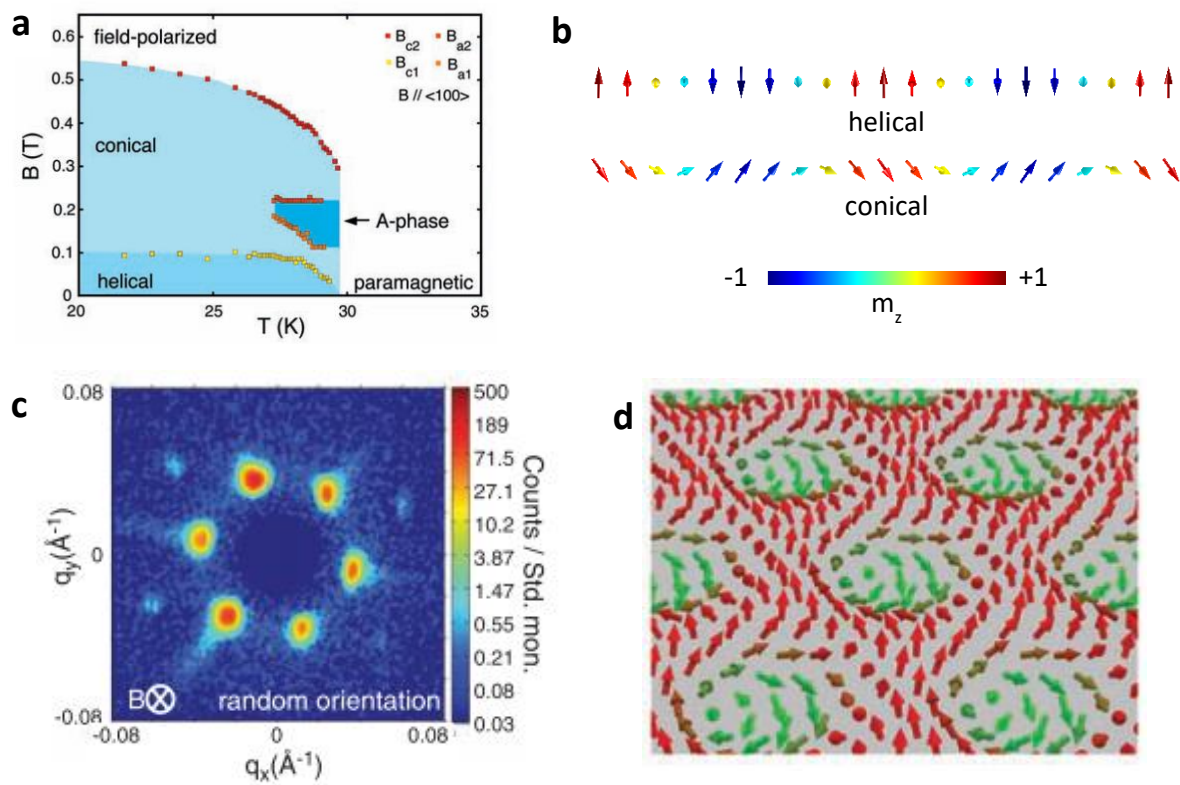 a
field-polarized
B_c2 B_a2
B_c1 B_a1
B // <100>
0.6
0.5
0.4
0.3
0.2
0.1
0
B (T)
conical
A-phase
helical
paramagnetic
20 25 30 35
T (K)
b
helical
conical
-1 +1
m_z
c
0.08
0
-0.08
q_y(Å⁻¹)
B
random orientation
-0.08 0 0.08
q_x(Å⁻¹)
500
189
71.5
27.1
10.2
3.87
1.47
0.55
0.21
0.08
0.03
Counts / Std. mon.
d